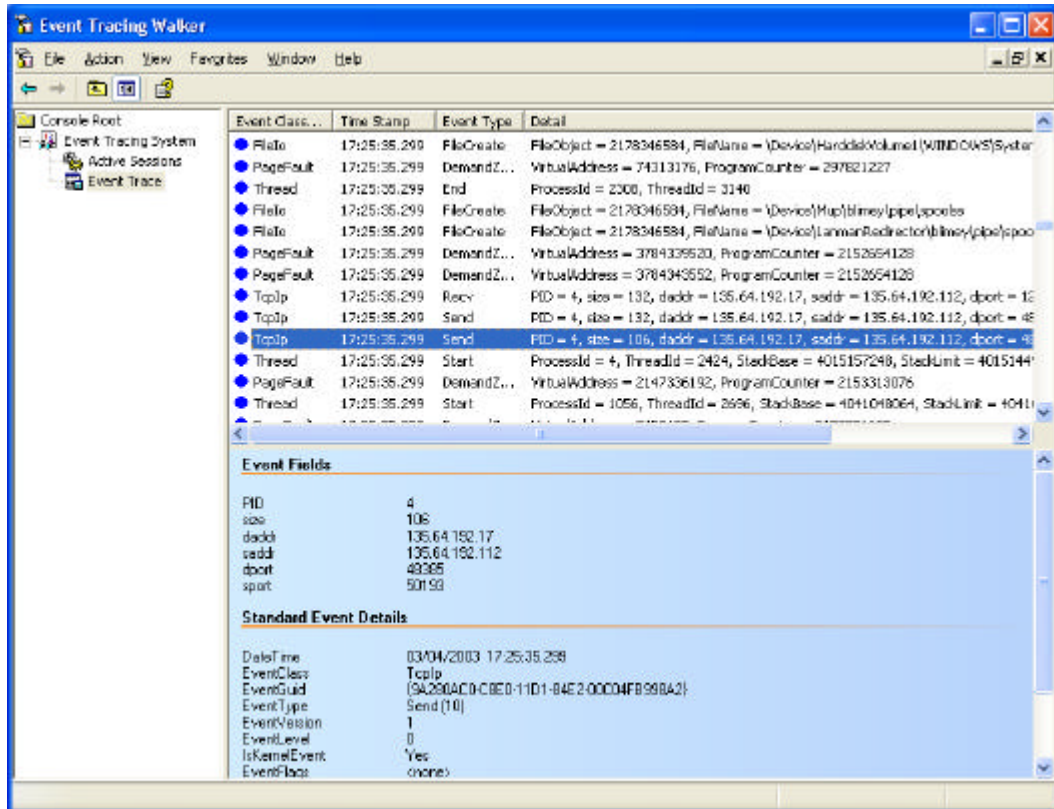 Event Tracing Walker
File Action View Favorites Window Help
Console Root
Event Tracing System
Active Sessions
Event Trace
Event Class... Time Stamp Event Type Detail
FileIo 17:25:35.299 FileCreate FileObject = 2178346584, FileName = \Device\HarddiskVolume1\WINDOWS\System
PageFault 17:25:35.299 DemandZ... VirtualAddress = 74313176, ProgramCounter = 297821227
Thread 17:25:35.299 End ProcessId = 2308, ThreadId = 3140
FileIo 17:25:35.299 FileCreate FileObject = 2178346584, FileName = \Device\Mup\blimey\pipe\spoolss
FileIo 17:25:35.299 FileCreate FileObject = 2178346584, FileName = \Device\LanmanRedirector\blimey\pipe\spoo
PageFault 17:25:35.299 DemandZ... VirtualAddress = 3784339520, ProgramCounter = 2152654128
PageFault 17:25:35.299 DemandZ... VirtualAddress = 3784343552, ProgramCounter = 2152654128
TcpIp 17:25:35.299 Recv PID = 4, size = 132, daddr = 135.64.192.17, saddr = 135.64.192.112, dport = 12
TcpIp 17:25:35.299 Send PID = 4, size = 132, daddr = 135.64.192.17, saddr = 135.64.192.112, dport = 48
TcpIp 17:25:35.299 Send PID = 4, size = 106, daddr = 135.64.192.17, saddr = 135.64.192.112, dport = 48
Thread 17:25:35.299 Start ProcessId = 4, ThreadId = 2424, StackBase = 4015157248, StackLimit = 4015144
PageFault 17:25:35.299 DemandZ... VirtualAddress = 2147336192, ProgramCounter = 2153313076
Thread 17:25:35.299 Start ProcessId = 1056, ThreadId = 2696, StackBase = 4041048064, StackLimit = 4041
Event Fields
PID 4
size 106
daddr 135.64.192.17
saddr 135.64.192.112
dport 48385
sport 50193
Standard Event Details
DateTime 03/04/2003 17:25:35.299
EventClass TcpIp
EventGuid {9A280AC0-C8E0-11D1-84E2-00C04FB998A2}
EventType Send (10)
EventVersion 1
EventLevel 0
IsKernelEvent Yes
EventFlags <none>